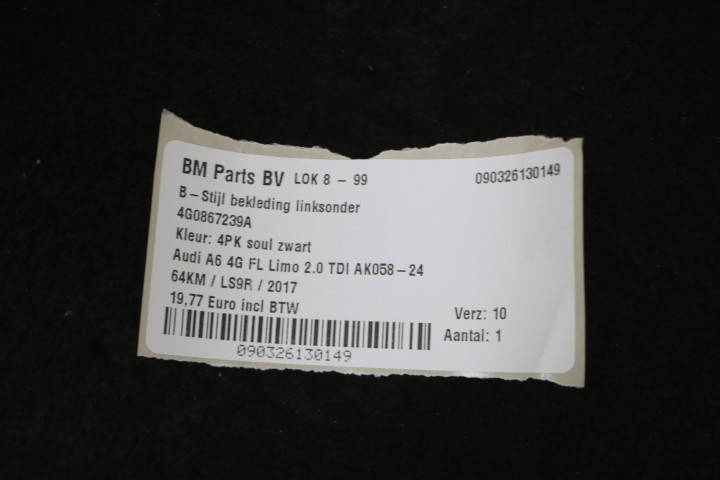 BM Parts BV LOK 8 - 99 090326130149
B-Stijl bekleding linksonder
4G0867239A
Kleur: 4PK soul zwart
Audi A6 4G FL Limo 2.0 TDI AK058-24
64KM / LS9R / 2017
19,77 Euro incl BTW Verz: 10
Aantal: 1
090326130149